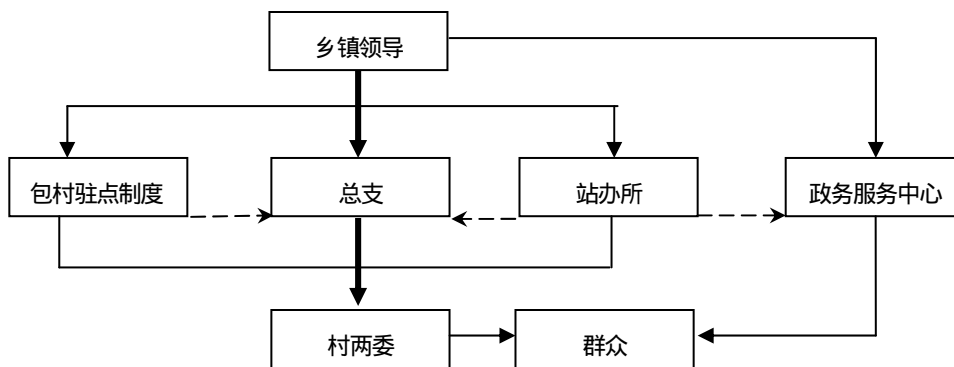 乡镇领导
包村驻点制度
总支
站办所
政务服务中心
村两委
群众